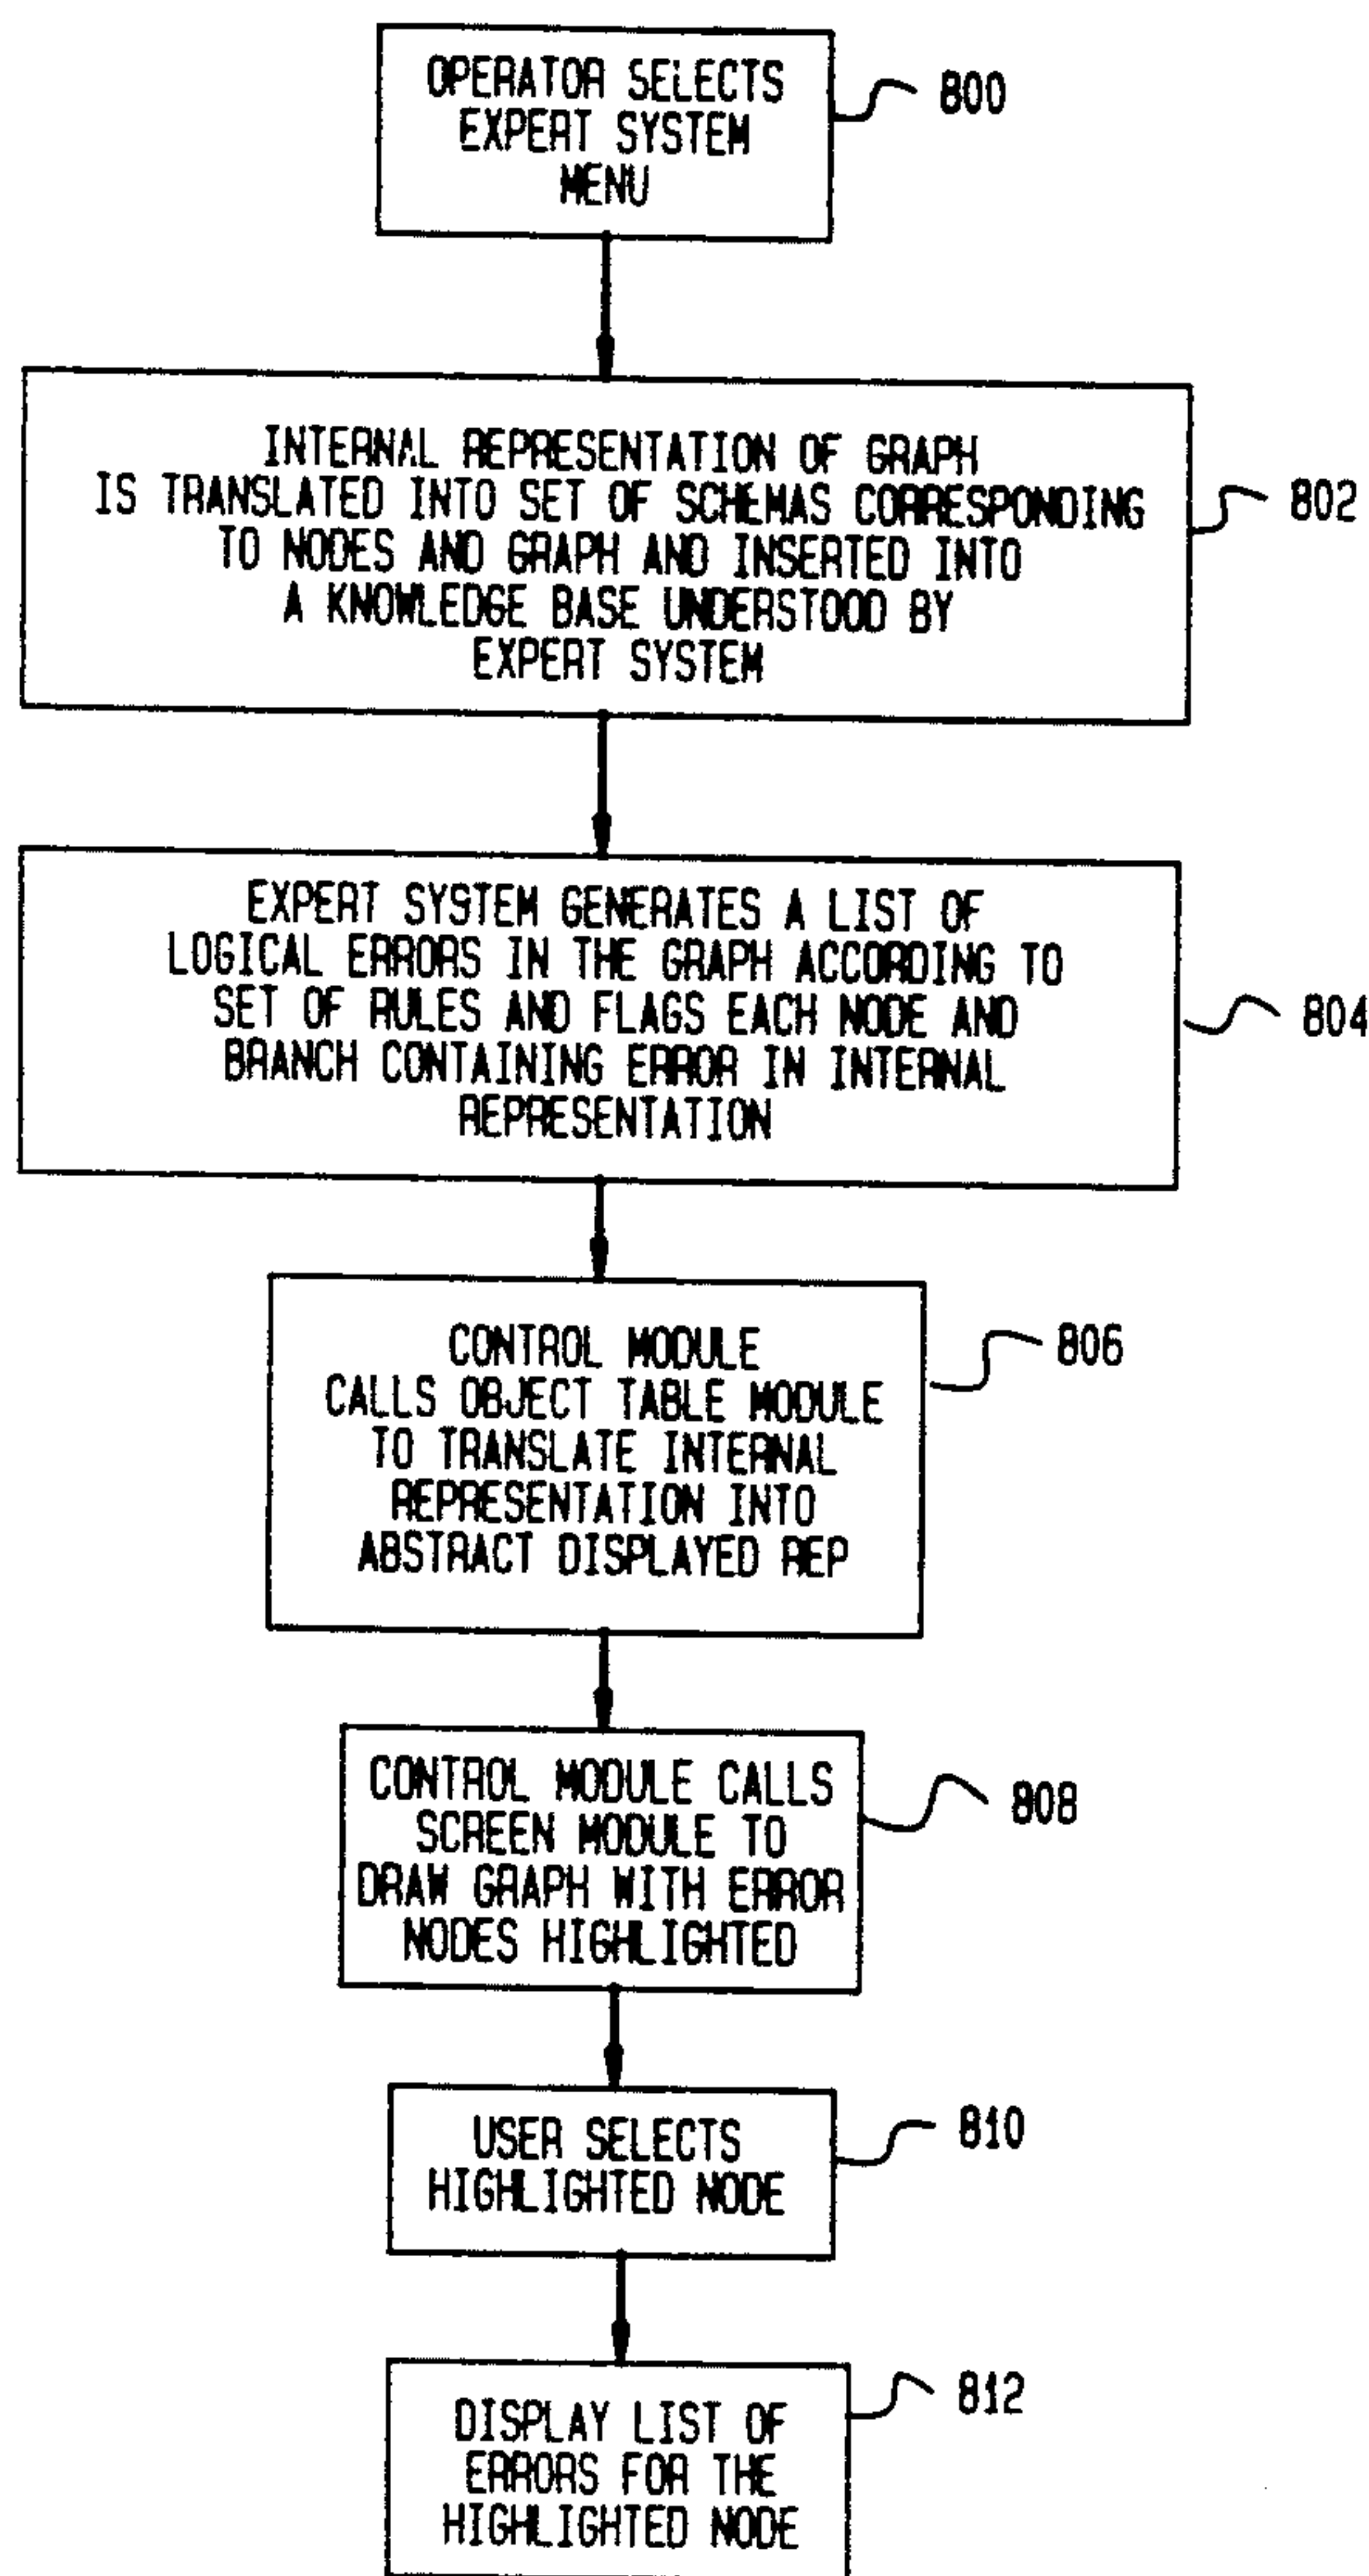 OPERATOR SELECTS
EXPERT SYSTEM
MENU
800
INTERNAL REPRESENTATION OF GRAPH
IS TRANSLATED INTO SET OF SCHEMAS CORRESPONDING
TO NODES AND GRAPH AND INSERTED INTO
A KNOWLEDGE BASE UNDERSTOOD BY
EXPERT SYSTEM
802
EXPERT SYSTEM GENERATES A LIST OF
LOGICAL ERRORS IN THE GRAPH ACCORDING TO
SET OF RULES AND FLAGS EACH NODE AND
BRANCH CONTAINING ERROR IN INTERNAL
REPRESENTATION
804
CONTROL MODULE
CALLS OBJECT TABLE MODULE
TO TRANSLATE INTERNAL
REPRESENTATION INTO
ABSTRACT DISPLAYED REP
806
CONTROL MODULE CALLS
SCREEN MODULE TO
DRAW GRAPH WITH ERROR
NODES HIGHLIGHTED
808
USER SELECTS
HIGHLIGHTED NODE
810
DISPLAY LIST OF
ERRORS FOR THE
HIGHLIGHTED NODE
812